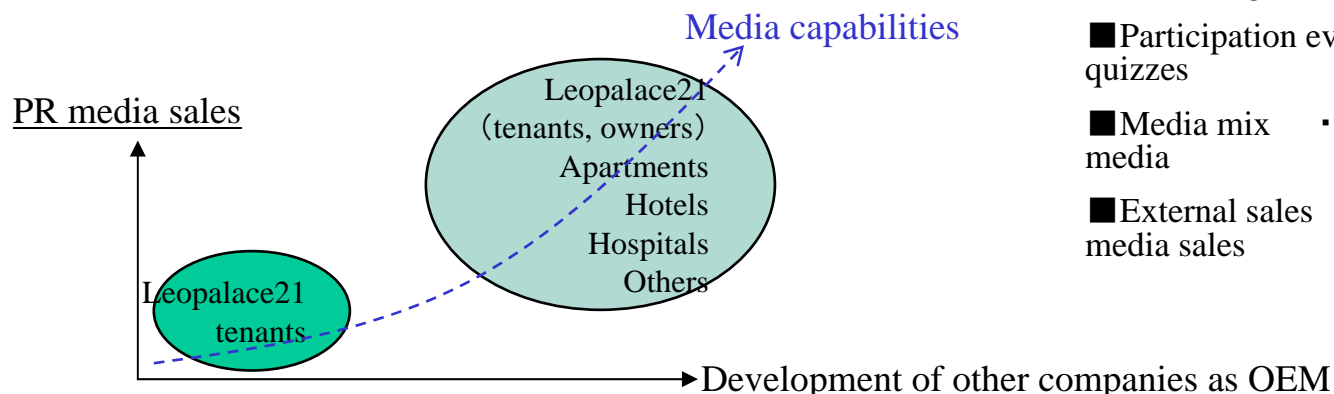 Media capabilities
PR media sales
Leopalace21
（tenants, owners）
Apartments
Hotels
Hospitals
Others
Leopalace21
tenants
Development of other companies as OEM
■Participation
quizzes
■Media mix ・
media
■External sales
media sales